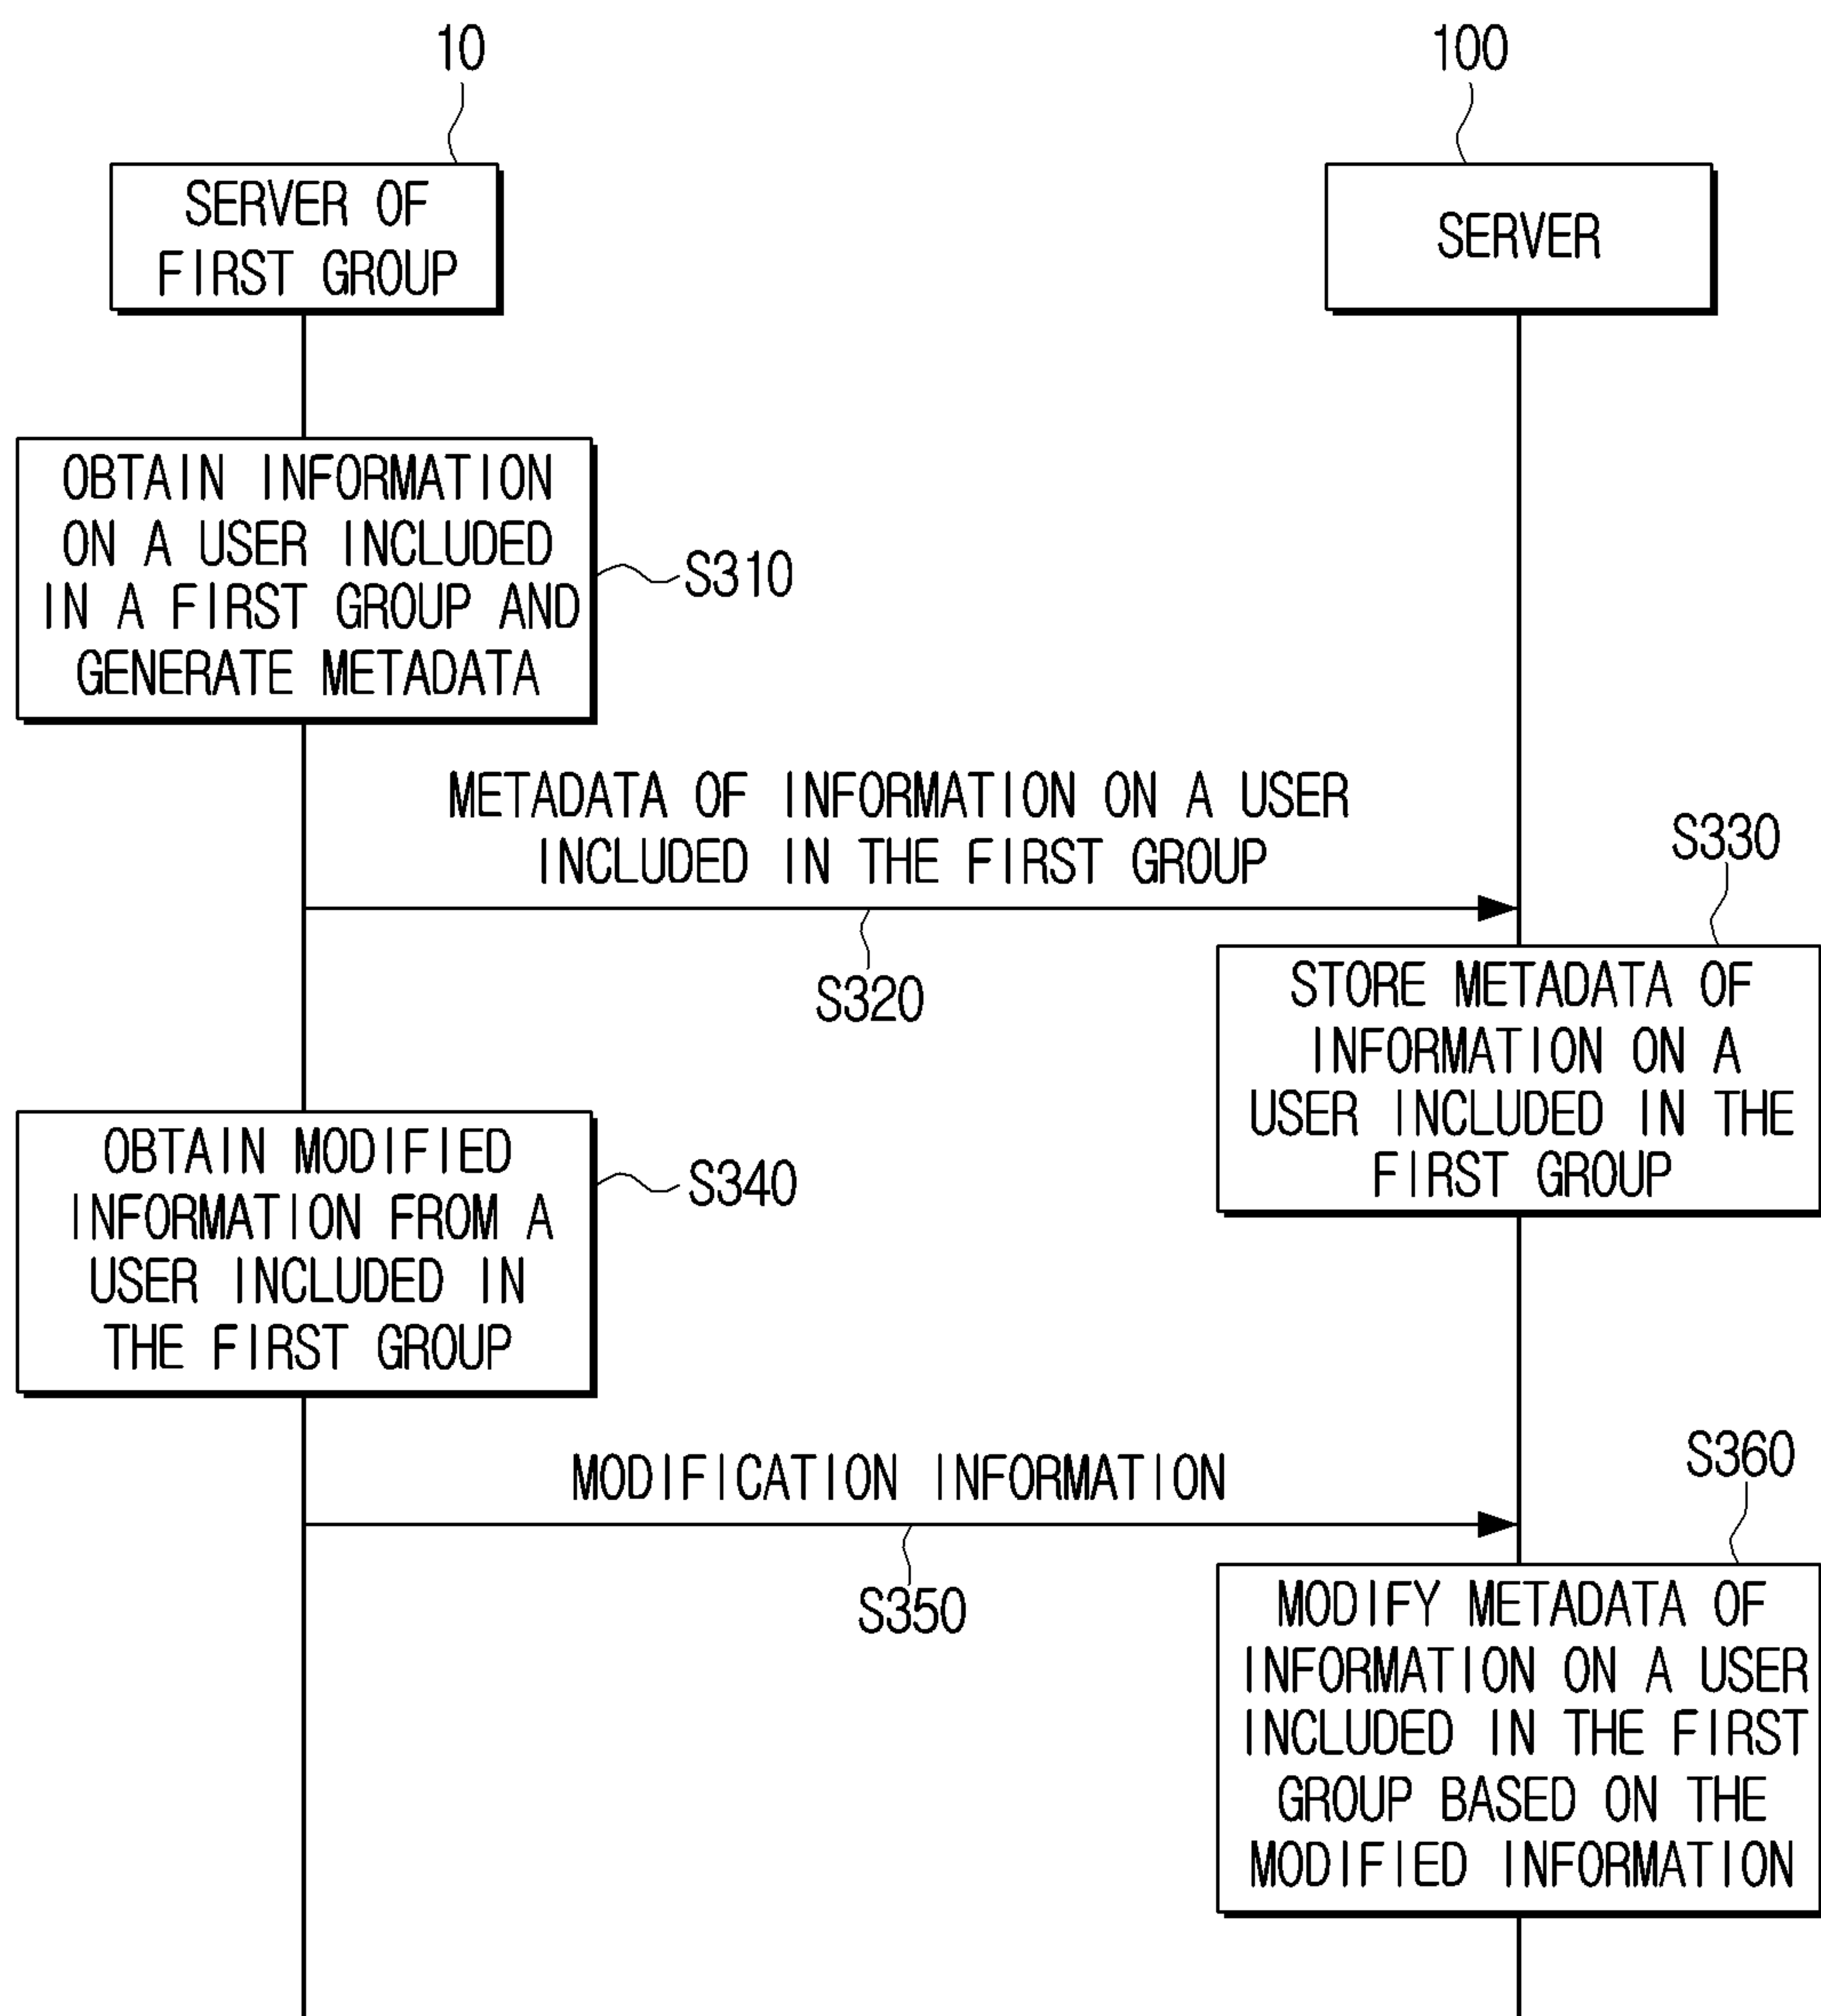 10
100
SERVER OF
FIRST GROUP
SERVER
OBTAIN INFORMATION
ON A USER INCLUDED
IN A FIRST GROUP AND
GENERATE METADATA
S310
METADATA OF INFORMATION ON A USER
INCLUDED IN THE FIRST GROUP
S320
S330
STORE METADATA OF
INFORMATION ON A
USER INCLUDED IN THE
FIRST GROUP
OBTAIN MODIFIED
INFORMATION FROM A
USER INCLUDED IN
THE FIRST GROUP
S340
MODIFICATION INFORMATION
S350
S360
MODIFY METADATA OF
INFORMATION ON A USER
INCLUDED IN THE FIRST
GROUP BASED ON THE
MODIFIED INFORMATION